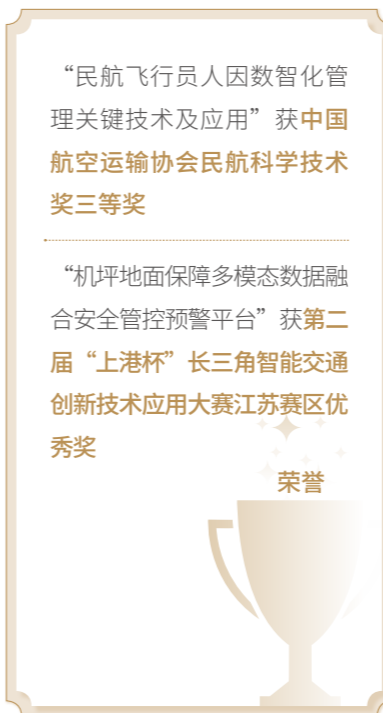 “民航飞行员人因数智化管
理关键技术及应用”获中国
航空运输协会民航科学技术
奖三等奖
“机坪地面保障多模态数据融
合安全管控预警平台”获第二
届“上港杯”长三角智能交通
创新技术应用大赛江苏赛区优
秀奖
荣誉